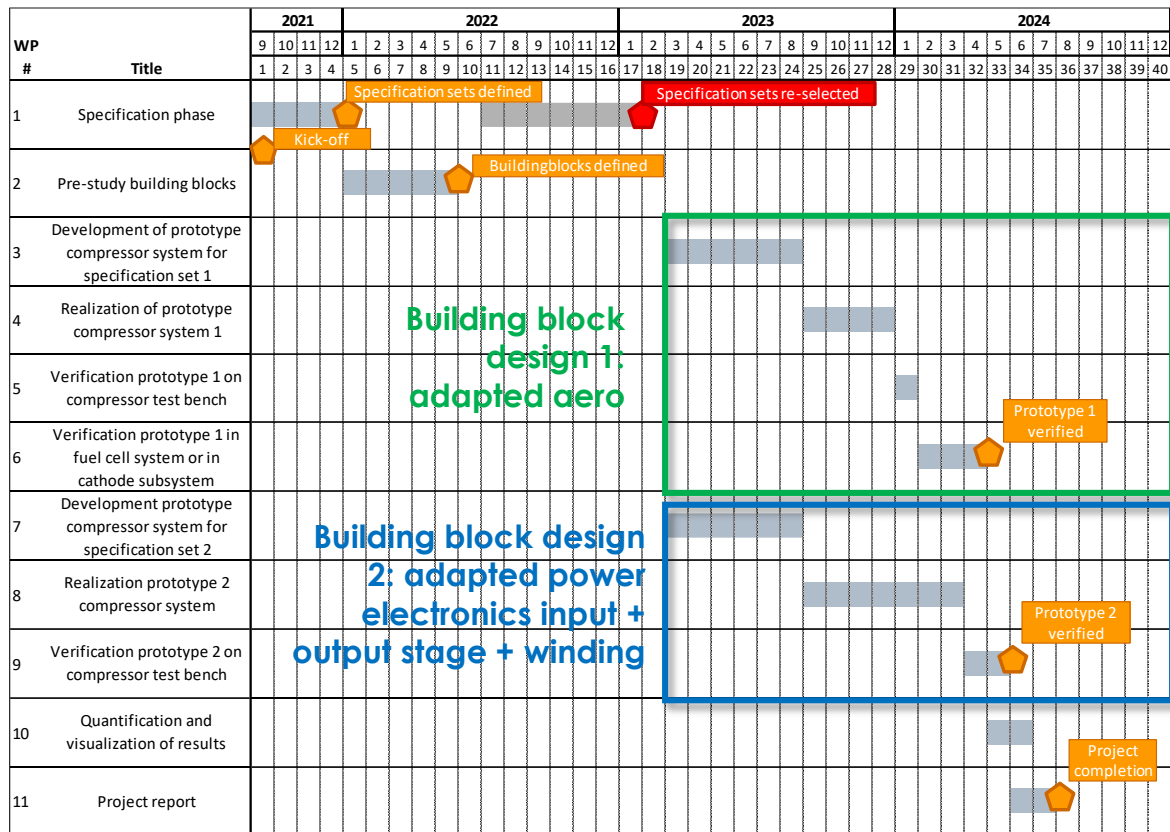 2021 2022 2023 2024
WP 9 10 11 12 1 2 3 4 5 6 7 8 9 10 11 12 1 2 3 4 5 6 7 8 9 10 11 12 1 2 3 4 5 6 7 8 9 10 11 12
# Title 1 2 3 4 5 6 7 8 9 10 11 12 13 14 15 16 17 18 19 20 21 22 23 24 25 26 27 28 29 30 31 32 33 34 35 36 37 38 39 40
Specification sets defined
Specification sets re-selected
1 Specification phase
Kick-off
Buildingblocks defined
2 Pre-study building blocks
Development of prototype
3 compressor system for
specification set 1
4 Realization of prototype
compressor system 1
Building block
design 1:
adapted aero
5 Verification prototype 1 on
compressor test bench
Prototype 1
verified
Verification prototype 1 in
6 fuel cell system or in
cathode subsystem
Development prototype
7 compressor system for
specification set 2
Building block design
2: adapted power
electronics input +
output stage + winding
8 Realization prototype 2
compressor system
Prototype 2
verified
9 Verification prototype 2 on
compressor test bench
10 Quantification and
visualization of results
Project
completion
11 Project report